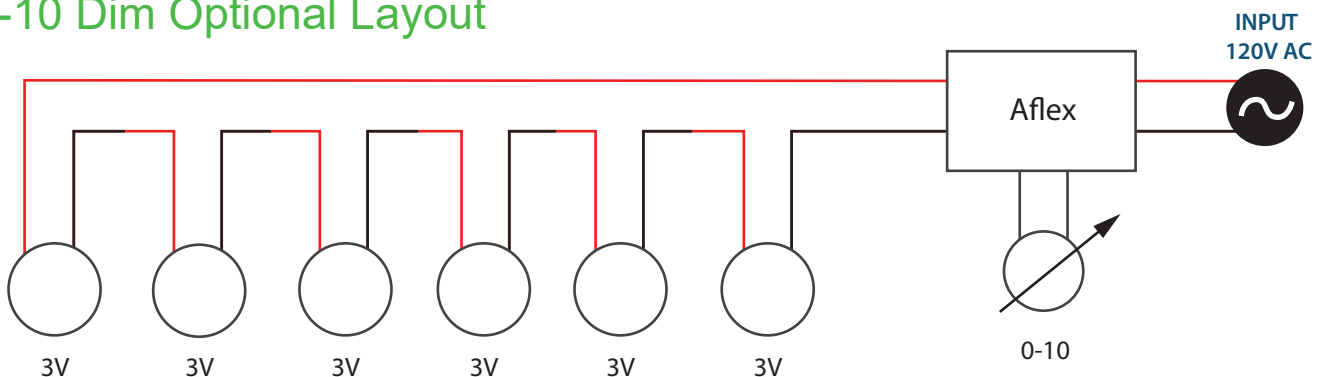 -10 Dim Optional Layout
INPUT
120V AC
Aflex
0-10
3V 3V 3V 3V 3V 3V